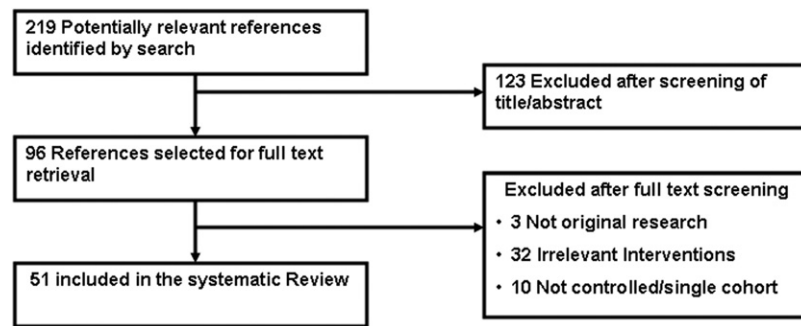 219 Potentially relevant references
identified by search
123 Excluded after screening of
title/abstract
96 References selected for full text
retrieval
Excluded after full text screening
• 3 Not original research
• 32 Irrelevant Interventions
• 10 Not controlled/single cohort
51 included in the systematic Review